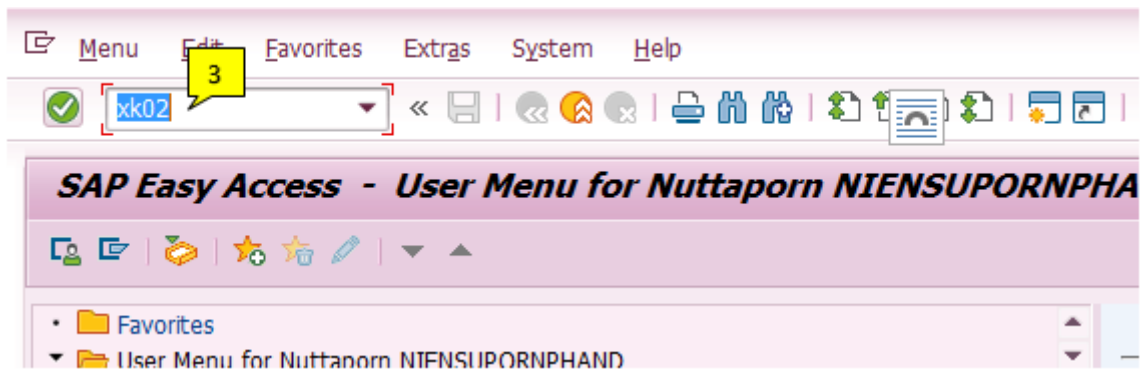 Menu Edit Favorites Extras System Help
3
xk02
SAP Easy Access - User Menu for Nuttaporn NIENSUPORNPHA
Favorites
User Menu for Nuttaporn NIENSUPORNPHAND